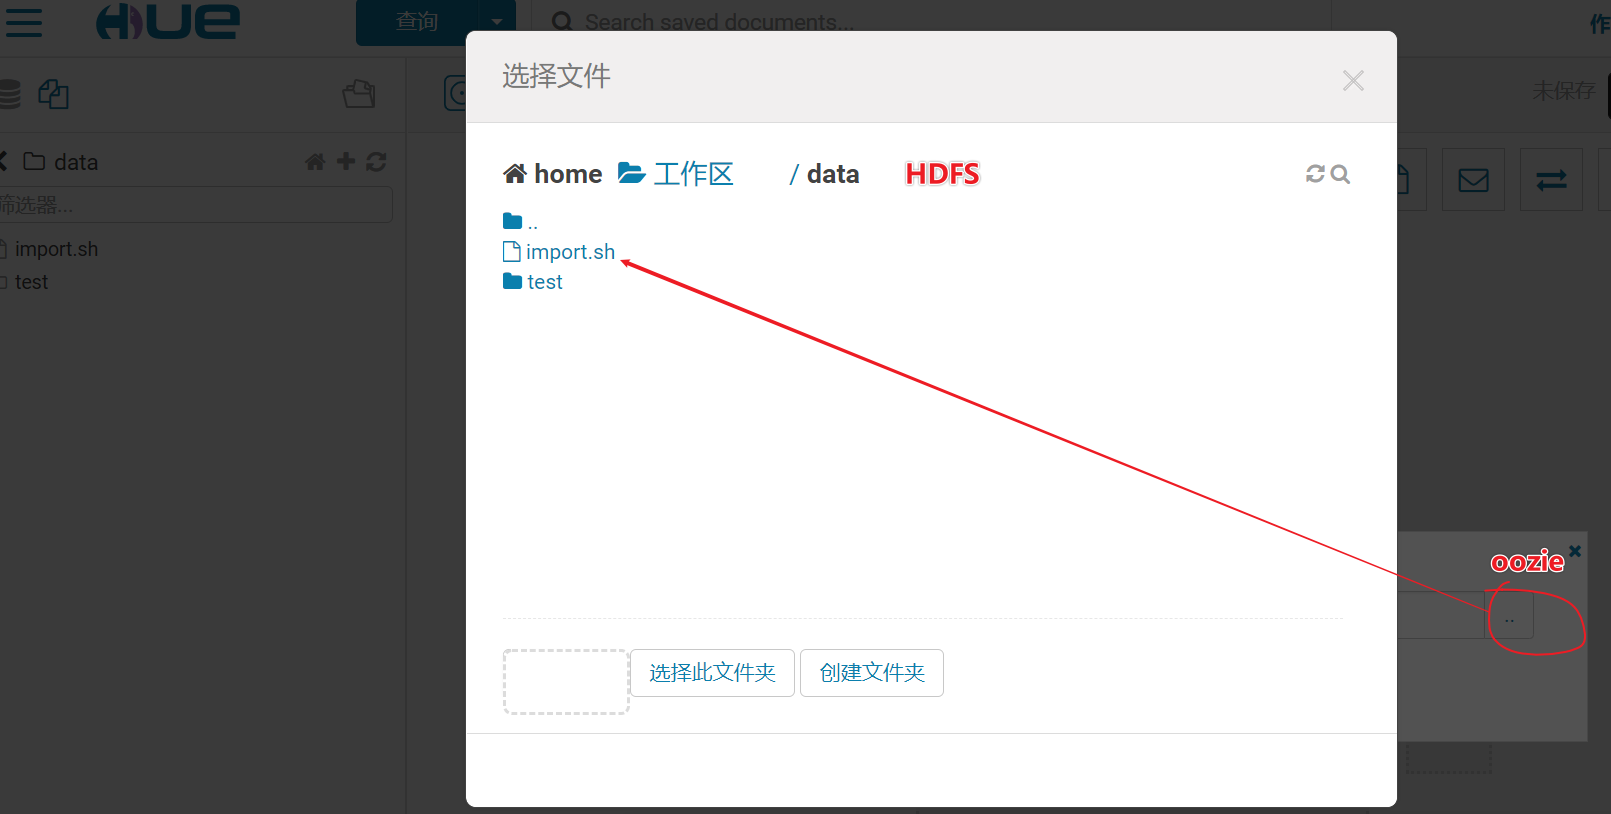 HUE
查询
Search saved documents...
作
选择文件
未保存
data
home 工作区 / data HDFS
筛选器...
..
import.sh
import.sh
test
test
oozie
..
选择此文件夹 创建文件夹